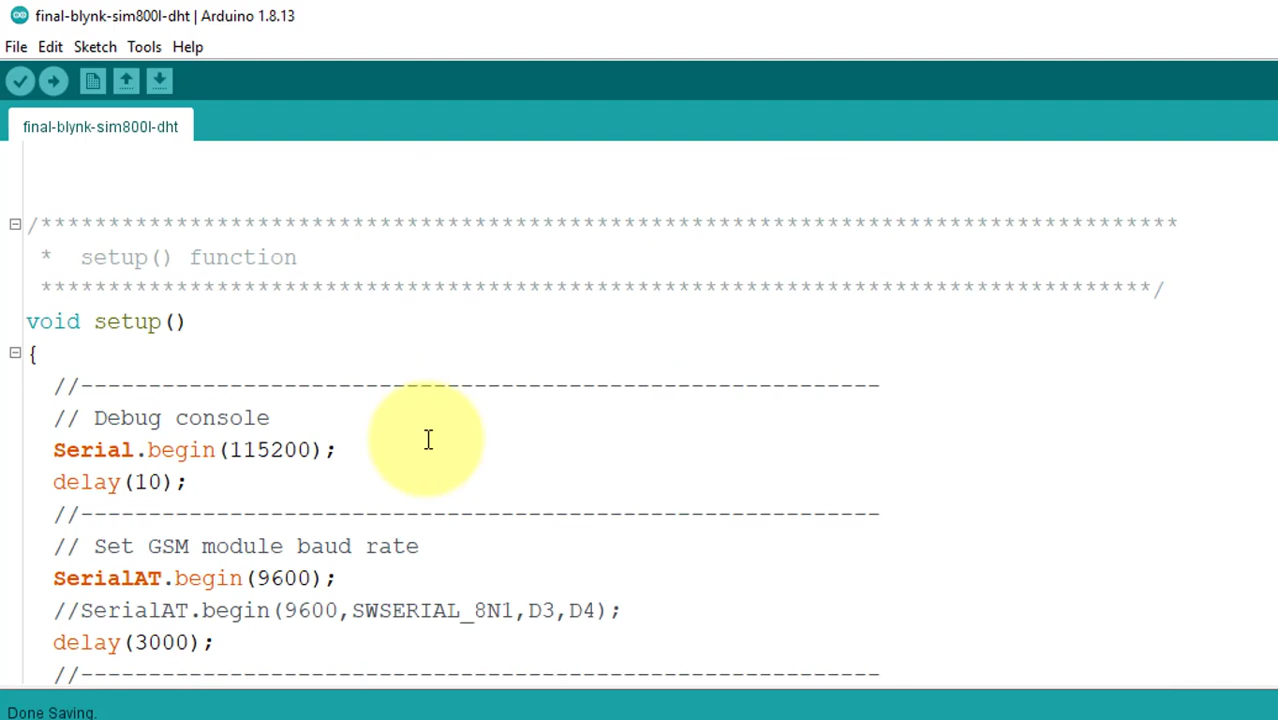 final-blynk-sim800l-dht | Arduino 1.8.13
File Edit Sketch Tools Help
final-blynk-sim800l-dht
/************************************************************************************
* setup() function
**********************************************************************************/
void setup()
{
//-----------------------------------------------------------
// Debug console
Serial.begin(115200);
delay(10);
//-----------------------------------------------------------
// Set GSM module baud rate
SerialAT.begin(9600);
//SerialAT.begin(9600,SWSERIAL_8N1,D3,D4);
delay(3000);
//-----------------------------------------------------------
Done Saving.